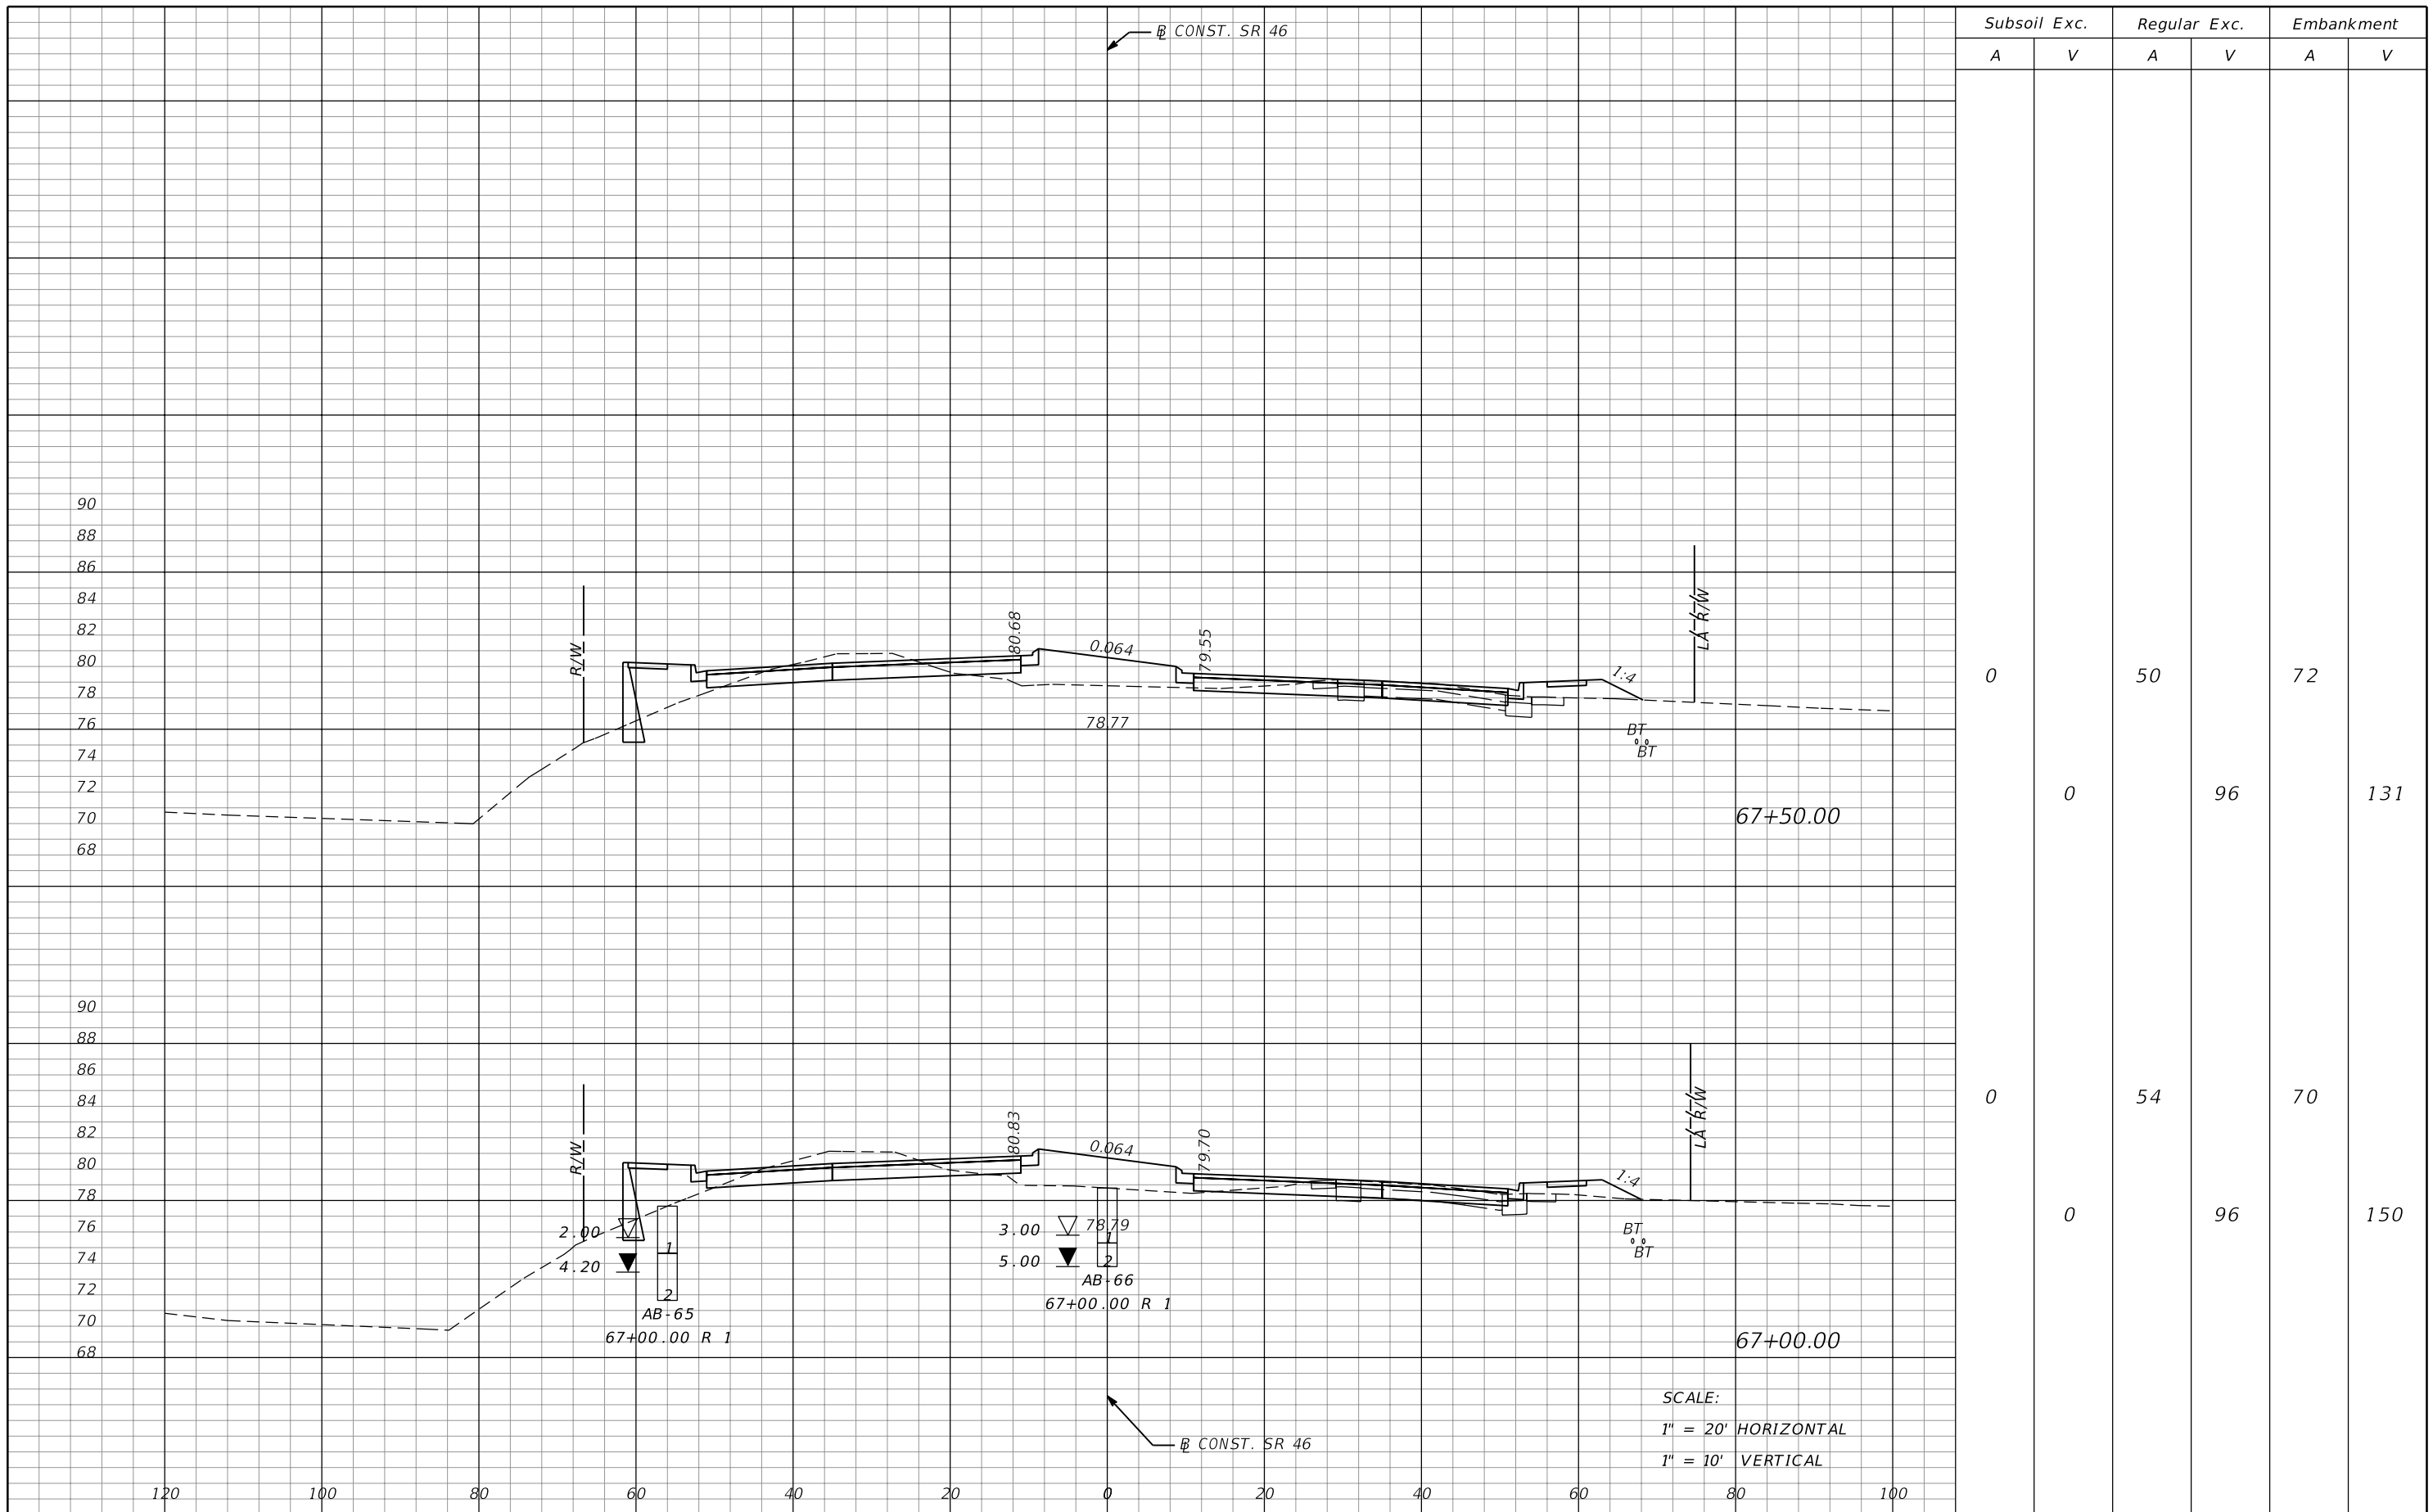 ℄ CONST. SR 46
Subsoil Exc. Regular Exc. Embankment
A V A V A V
90
88
86
84
82
80
78
76
74
72
70
68
R/W
80.68
0.064
79.55
78.77
1:4
LA R/W
BT
BT
67+50.00
0 50 72
0 96 131
90
88
86
84
82
80
78
76
74
72
70
68
R/W
80.83
0.064
79.70
78.79
1:4
LA R/W
BT
BT
2.00
4.20
1
2
AB-65
67+00.00 R 1
3.00
5.00
1
2
AB-66
67+00.00 R 1
67+00.00
0 54 70
0 96 150
SCALE:
1" = 20' HORIZONTAL
1" = 10' VERTICAL
℄ CONST. SR 46
120 100 80 60 40 20 0 20 40 60 80 100